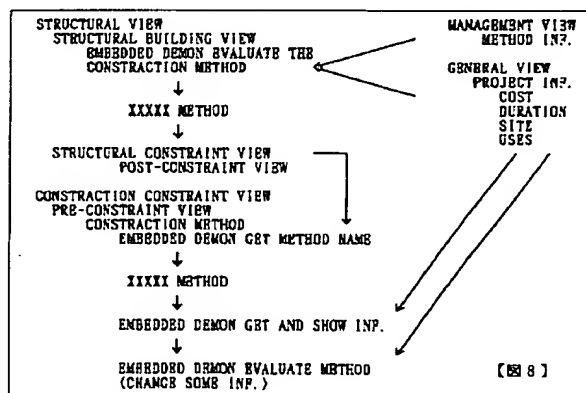 STRUCTURAL VIEW
STRUCTURAL BUILDING VIEW
EMBEDDED DEMON EVALUATE THE
CONSTRACTION METHOD
XXXXX METHOD
STRUCTURAL CONSTRAINT VIEW
POST-CONSTRAINT VIEW
CONSTRACTION CONSTRAINT VIEW
PRE-CONSTRAINT VIEW
CONSTRACTION METHOD
EMBEDDED DEMON GET METHOD NAME
XXXXX METHOD
EMBEDDED DEMON GET AND SHOW INF.
EMBEDDED DEMON EVALUATE METHOD
(CHANGE SOME INF.)
MANAGEMENT VIEW
METHOD INF.
GENERAL VIEW
PROJECT INF.
COST
DURATION
SITE
USES
[図8]